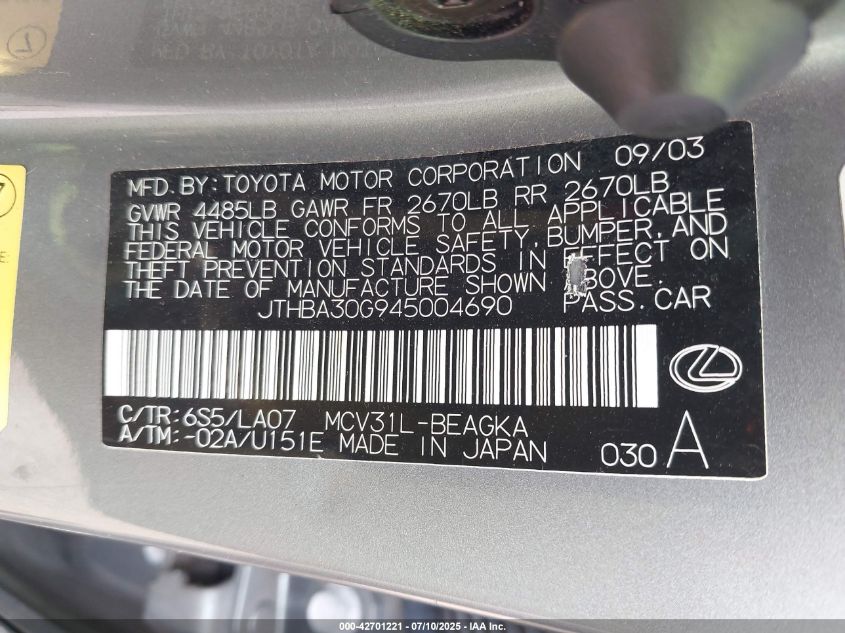 MFD. BY: TOYOTA MOTOR CORPORATION 09/03
GVWR 4485LB GAWR FR 2670LB RR 2670LB
THIS VEHICLE CONFORMS TO ALL APPLICABLE
FEDERAL MOTOR VEHICLE SAFETY, BUMPER, AND
THEFT PREVENTION STANDARDS IN EFFECT ON
THE DATE OF MANUFACTURE SHOWN ABOVE.
JTHBA30G945004690 PASS. CAR
C/TR: 6S5/LA07 MCV31L-BEAGKA
A/TM: -02A/U151E MADE IN JAPAN 030 A
000-42701221 - 07/10/2025 - IAA Inc.